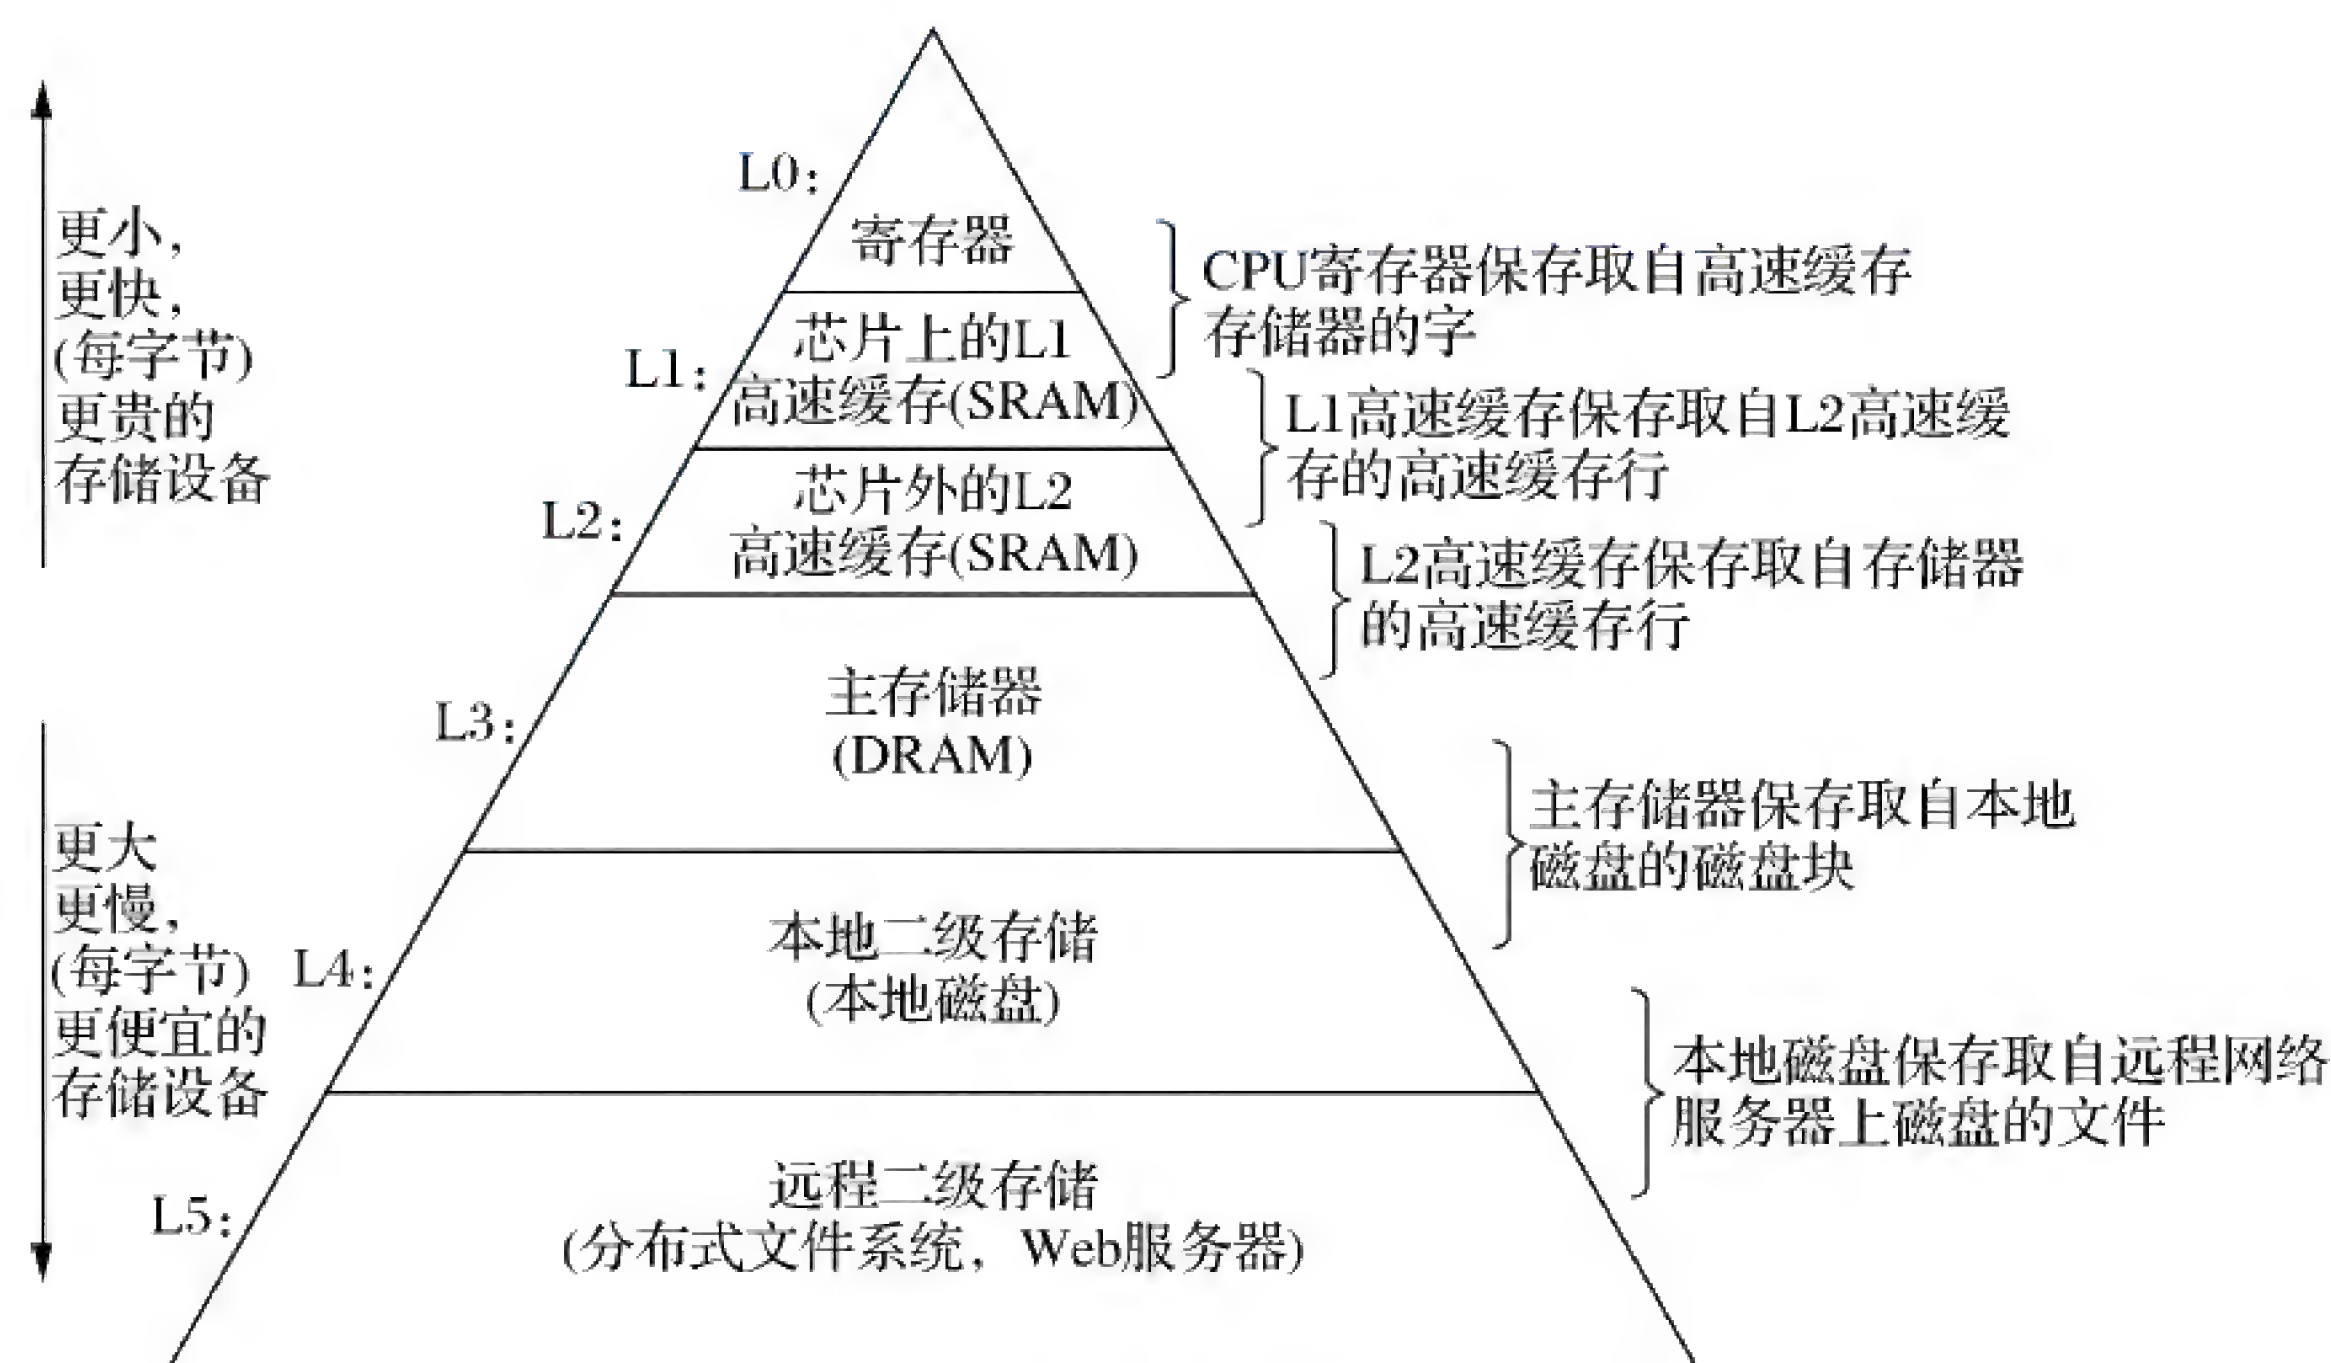 更小，
更快，
(每字节)
更贵的
存储设备
更大
更慢，
(每字节)
更便宜的
存储设备
L0:
寄存器
L1:
芯片上的L1
高速缓存(SRAM)
L2:
芯片外的L2
高速缓存(SRAM)
L3:
主存储器
(DRAM)
L4:
本地二级存储
(本地磁盘)
L5:
远程二级存储
(分布式文件系统，Web服务器)
CPU寄存器保存取自高速缓存
存储器的字
L1高速缓存保存取自L2高速缓
存的高速缓存行
L2高速缓存保存取自存储器
的高速缓存行
主存储器保存取自本地
磁盘的磁盘块
本地磁盘保存取自远程网络
服务器上磁盘的文件